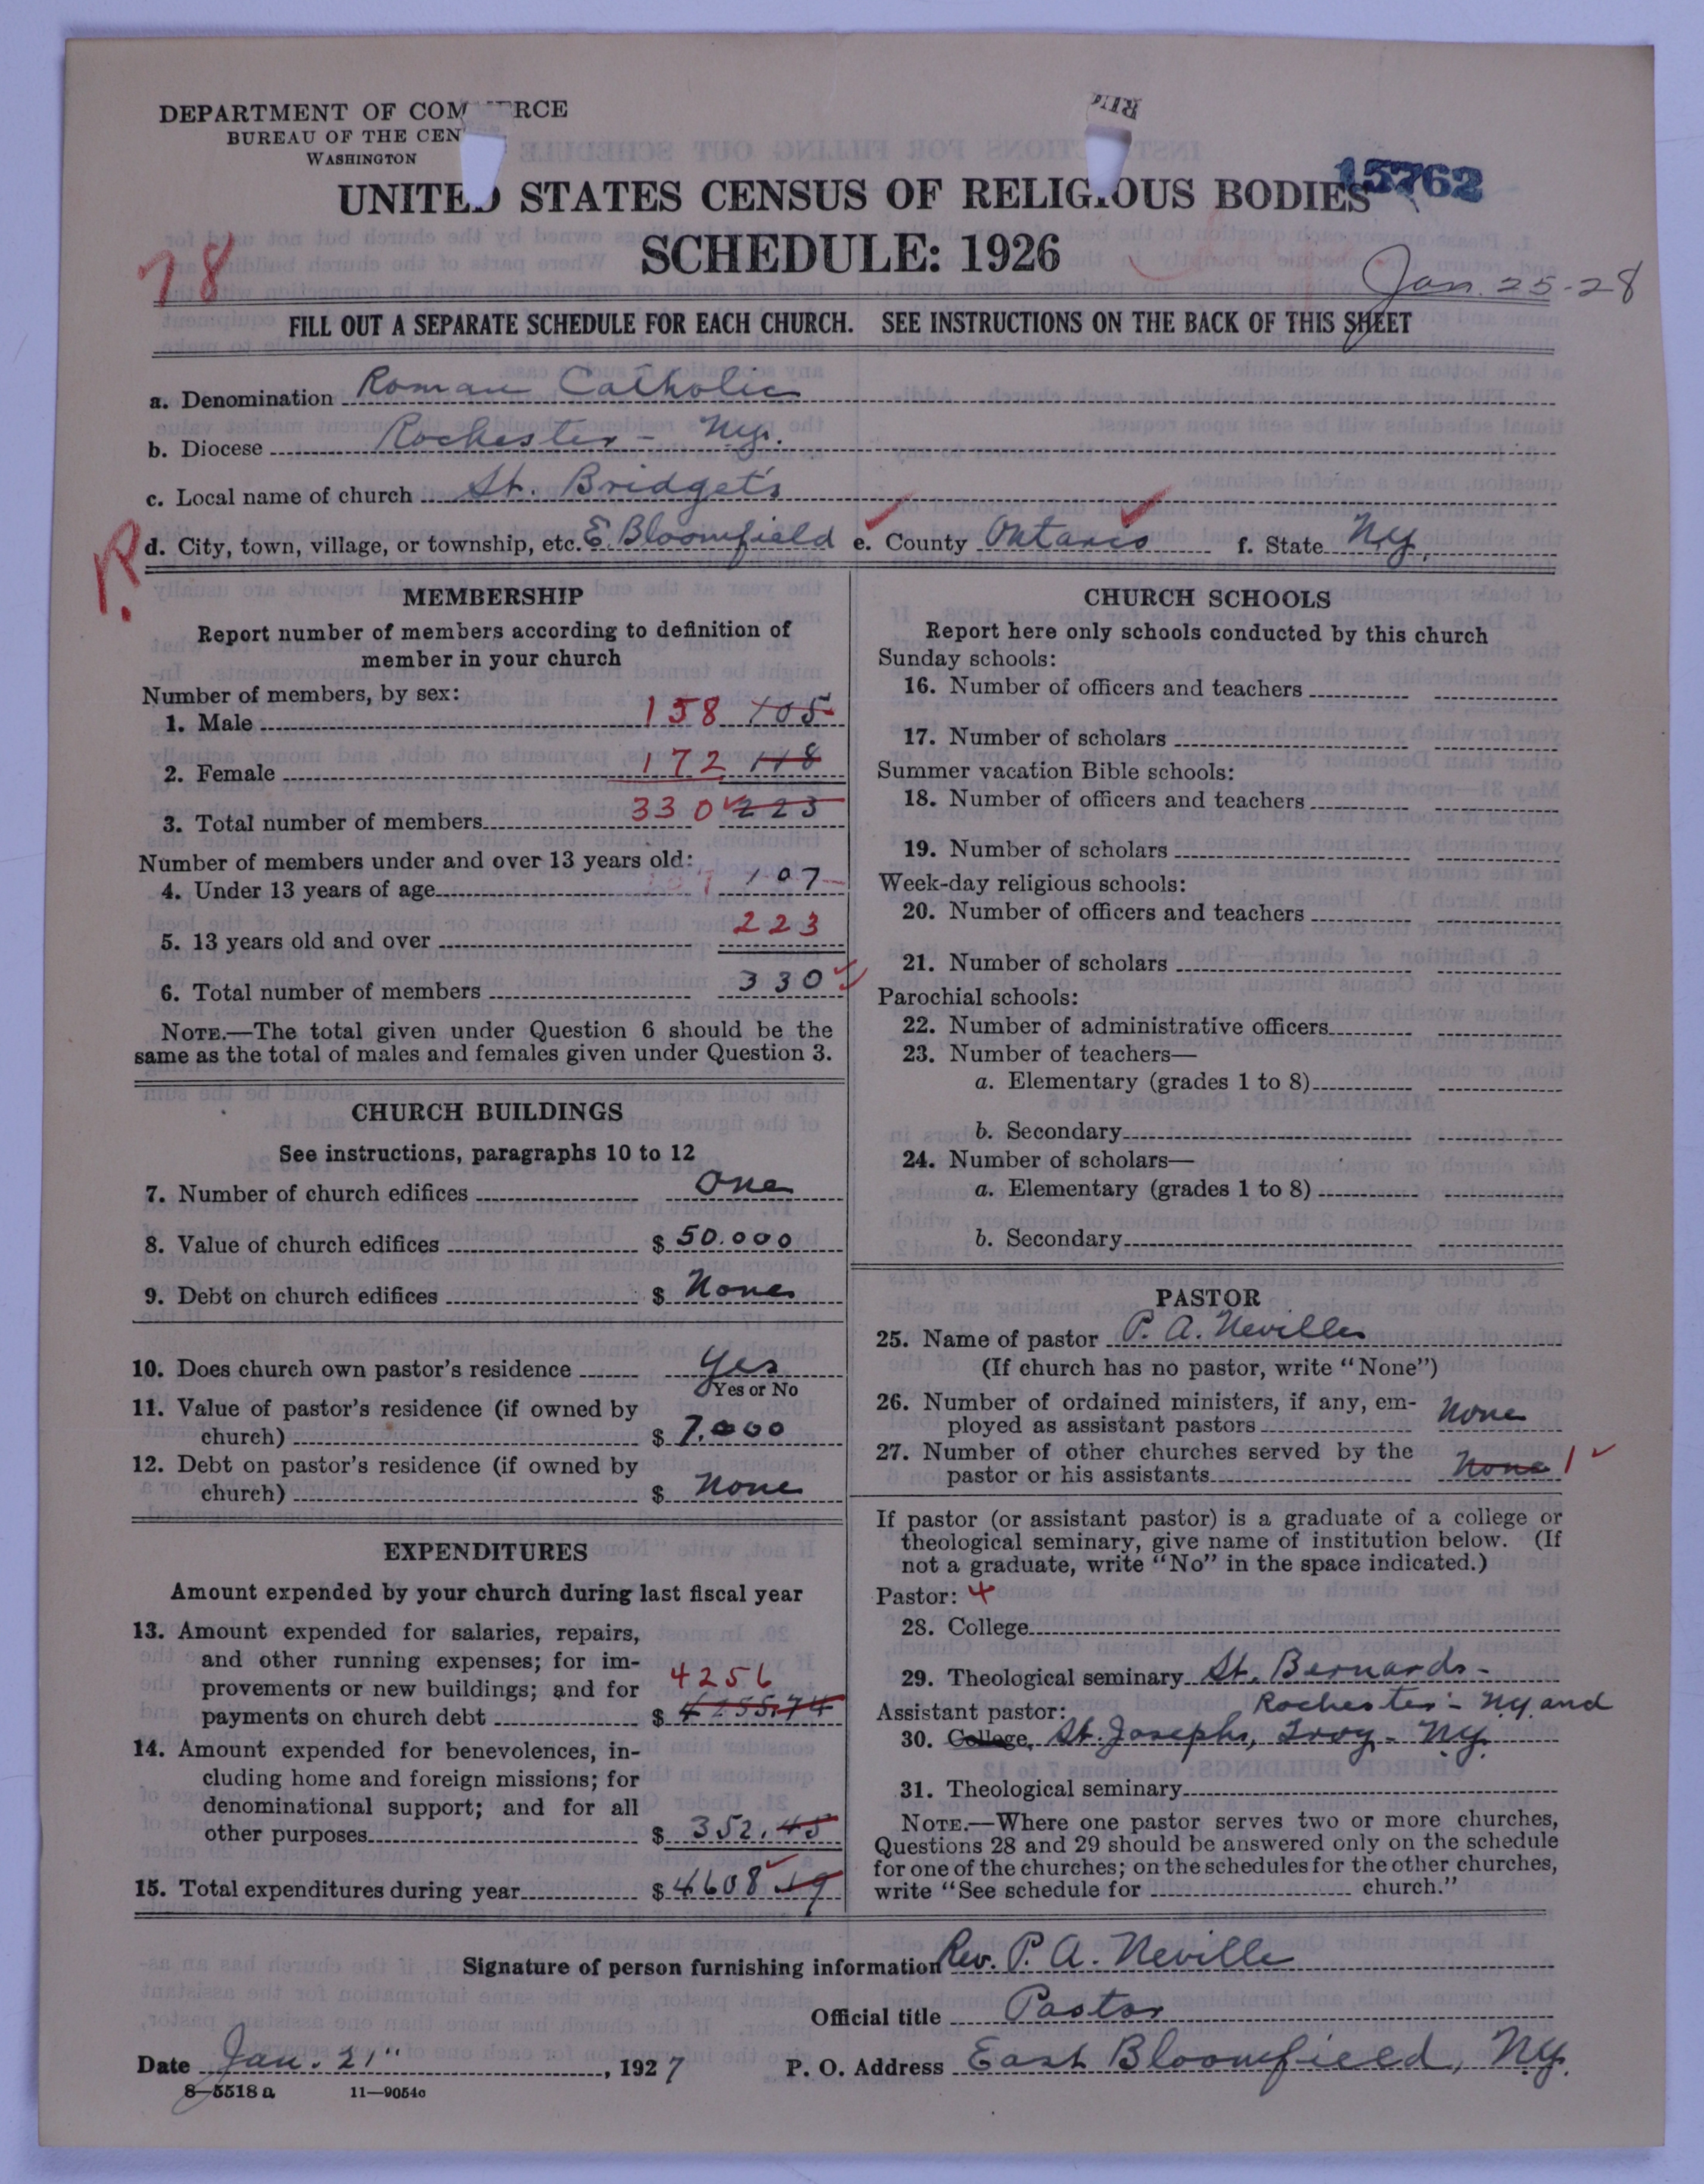 DEPARTMENT OF COM RCE
BUREAU OF THE CEN
WASHINGTON
15762
UNITED STATES CENSUS OF RELIGIOUS BODIES
SCHEDULE: 1926
78
Jan. 25-28
FILL OUT A SEPARATE SCHEDULE FOR EACH CHURCH. SEE INSTRUCTIONS ON THE BACK OF THIS SHEET
a. Denomination Roman Catholic
b. Diocese Rochester - N.Y.
c. Local name of church St. Bridget's
R. d. City, town, village, or township, etc. E. Bloomfield e. County Ontario f. State N.Y.
MEMBERSHIP
Report number of members according to definition of
member in your church
Number of members, by sex:
1. Male 158 105
2. Female 172 118
3. Total number of members 330 223
Number of members under and over 13 years old:
4. Under 13 years of age 107
5. 13 years old and over 223
6. Total number of members 330
NOTE.—The total given under Question 6 should be the
same as the total of males and females given under Question 3.
CHURCH BUILDINGS
See instructions, paragraphs 10 to 12
7. Number of church edifices One
8. Value of church edifices $ 50.000
9. Debt on church edifices $ None
10. Does church own pastor's residence Yes
Yes or No
11. Value of pastor's residence (if owned by
church) $ 7.000
12. Debt on pastor's residence (if owned by
church) $ None
EXPENDITURES
Amount expended by your church during last fiscal year
13. Amount expended for salaries, repairs,
and other running expenses; for im-
provements or new buildings; and for 4256
payments on church debt $ 4255.74
14. Amount expended for benevolences, in-
cluding home and foreign missions; for
denominational support; and for all
other purposes $ 352.45
15. Total expenditures during year $ 4608 19
CHURCH SCHOOLS
Report here only schools conducted by this church
Sunday schools:
16. Number of officers and teachers
17. Number of scholars
Summer vacation Bible schools:
18. Number of officers and teachers
19. Number of scholars
Week-day religious schools:
20. Number of officers and teachers
21. Number of scholars
Parochial schools:
22. Number of administrative officers
23. Number of teachers—
a. Elementary (grades 1 to 8)
b. Secondary
24. Number of scholars—
a. Elementary (grades 1 to 8)
b. Secondary
PASTOR
25. Name of pastor P. A. Neville
(If church has no pastor, write "None")
26. Number of ordained ministers, if any, em-
ployed as assistant pastors None
27. Number of other churches served by the
pastor or his assistants None 1
If pastor (or assistant pastor) is a graduate of a college or
theological seminary, give name of institution below. (If
not a graduate, write "No" in the space indicated.)
Pastor: 4
28. College
29. Theological seminary St. Bernards -
Assistant pastor: Rochester - N.Y. and
30. College, St. Josephs, Troy - N.Y.
31. Theological seminary
NOTE.—Where one pastor serves two or more churches,
Questions 28 and 29 should be answered only on the schedule
for one of the churches; on the schedules for the other churches,
write "See schedule for church."
Signature of person furnishing information Rev. P. A. Neville
Official title Pastor
Date Jan. 21", 1927 P. O. Address East Bloomfield, N.Y.
8-5518 a 11-9054c